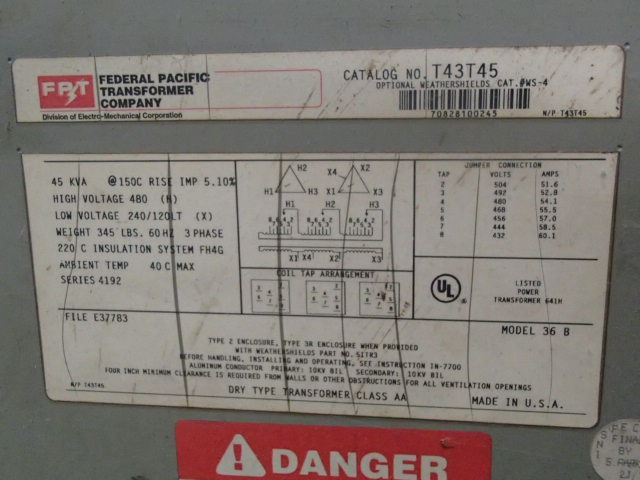 FPT FEDERAL PACIFIC
TRANSFORMER
COMPANY
Division of Electro-Mechanical Corporation
CATALOG NO. T43T45
OPTIONAL WEATHERSHIELDS CAT.#WS-4
70828100245
N/P T43T45
45 KVA @150C RISE IMP 5.10%
HIGH VOLTAGE 480 (H)
LOW VOLTAGE 240/120LT (X)
WEIGHT 345 LBS. 60HZ 3 PHASE
220 C INSULATION SYSTEM FH4G
AMBIENT TEMP 40C MAX
SERIES 4192
FILE E37783
H2 X4 X2
H1 H3 X1 X3
H1 H3 H2
X1 X4 X2 X3
COIL TAP ARRANGEMENT
JUMPER CONNECTION
TAP VOLTS AMPS
2 504 51.6
3 492 52.8
4 480 54.1
5 468 55.5
6 456 57.0
7 444 58.5
8 432 60.1
UL
LISTED
POWER
TRANSFORMER 641H
MODEL 36 B
TYPE 2 ENCLOSURE, TYPE 3R ENCLOSURE WHEN PROVIDED
WITH WEATHERSHIELDS PART NO.
BEFORE HANDLING, INSTALLING AND OPERATING, SEE INSTRUCTION IN-7700
ALUMINUM CONDUCTOR PRIMARY: 10KV BIL SECONDARY: 10KV BIL
FOUR INCH MINIMUM CLEARANCE IS REQUIRED FROM WALLS OR OTHER OBSTRUCTIONS FOR ALL VENTILATION OPENINGS
N/P T43T45
DRY TYPE TRANSFORMER CLASS AA
MADE IN U.S.A.
DANGER